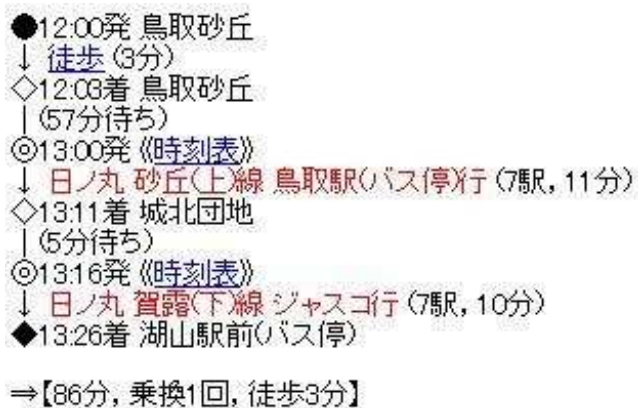 ●12:00発 鳥取砂丘
↓ 徒歩 (3分)
◇12:03着 鳥取砂丘
| (57分待ち)
◎13:00発 《時刻表》
↓ 日ノ丸 砂丘(上)線 鳥取駅(バス停)行 (7駅, 11分)
◇13:11着 城北団地
| (5分待ち)
◎13:16発 《時刻表》
↓ 日ノ丸 賀露(下)線 ジャスコ行 (7駅, 10分)
◆13:26着 湖山駅前(バス停)
⇒【86分, 乗換1回, 徒歩3分】